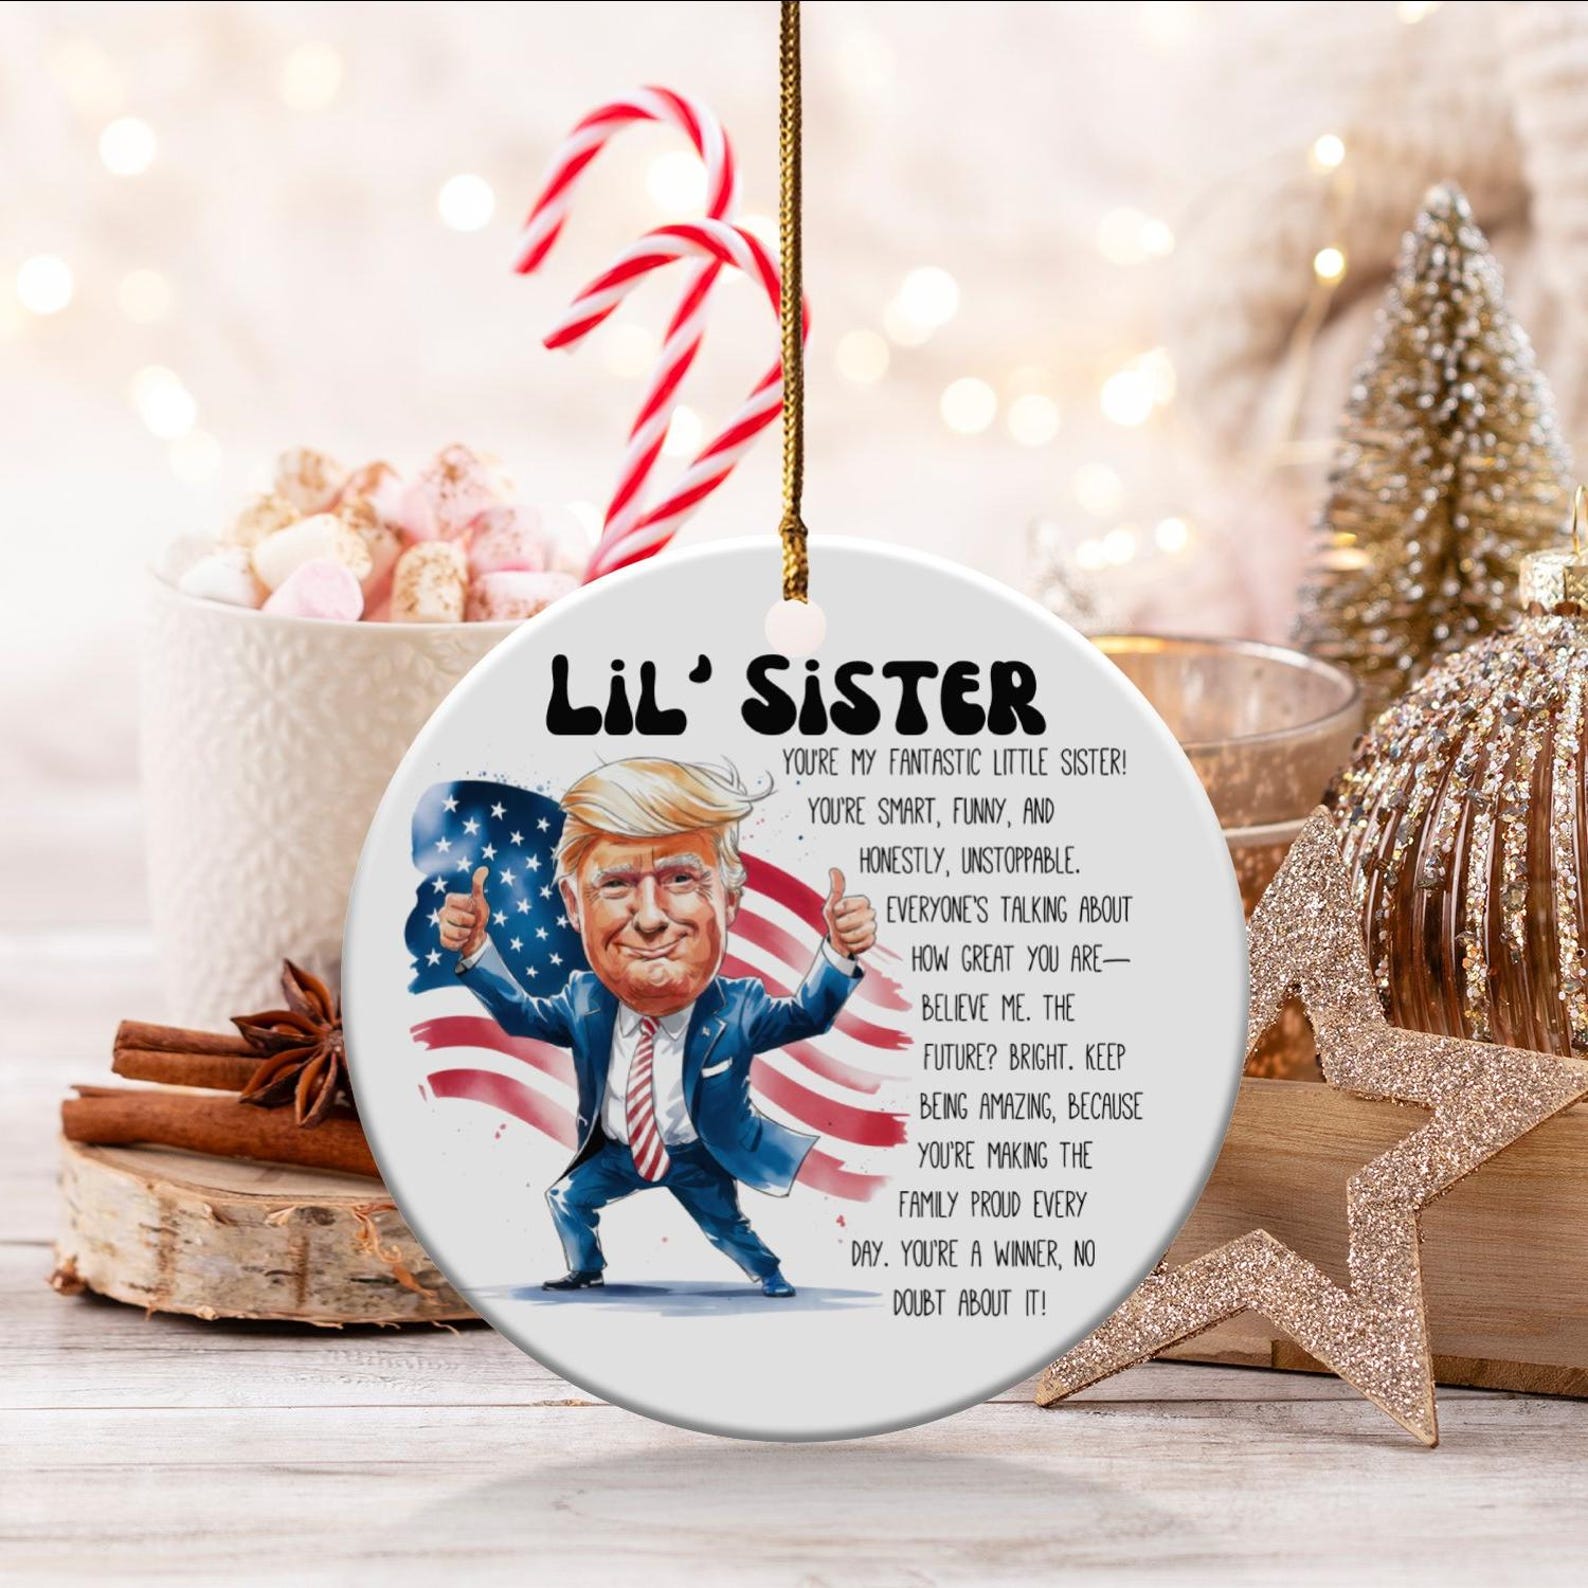 LiL' SiSTER
YOU'RE MY FANTASTIC LITTLE SISTER!
YOU'RE SMART, FUNNY, AND
HONESTLY, UNSTOPPABLE.
EVERYONE'S TALKING ABOUT
HOW GREAT YOU ARE—
BELIEVE ME. THE
FUTURE? BRIGHT. KEEP
BEING AMAZING, BECAUSE
YOU'RE MAKING THE
FAMILY PROUD EVERY
DAY. YOU'RE A WINNER, NO
DOUBT ABOUT IT!